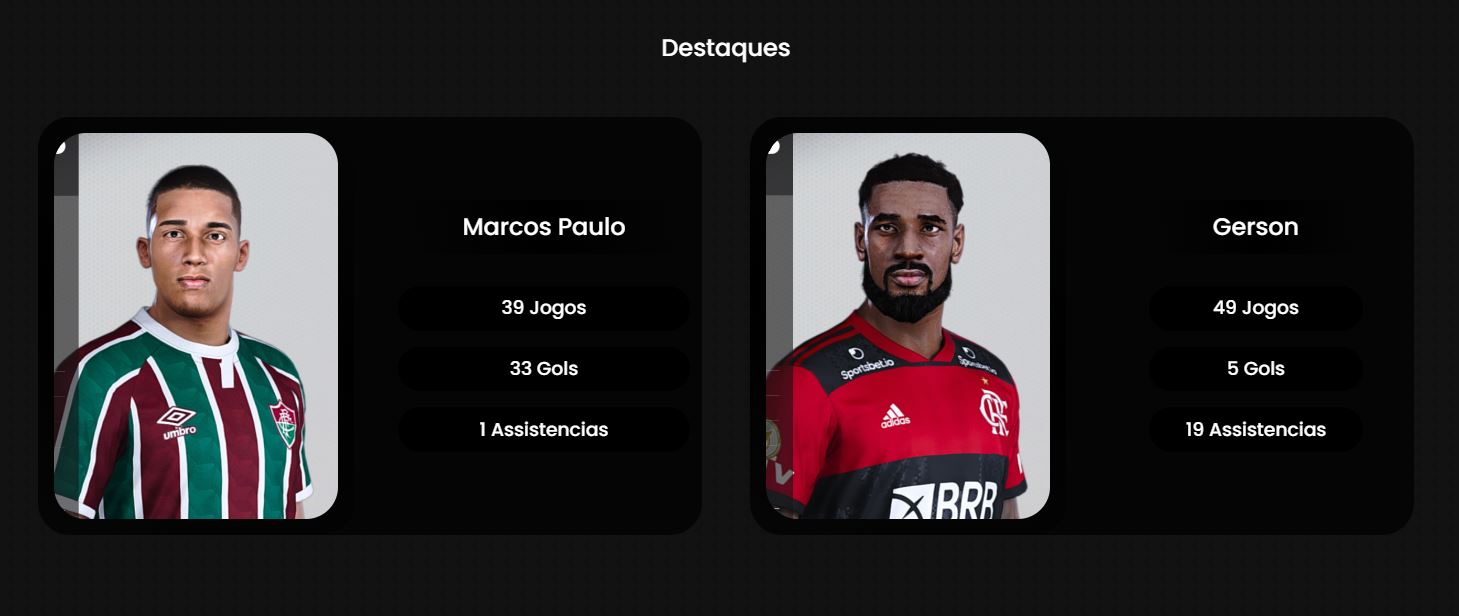 Destaques
Marcos Paulo
39 Jogos
33 Gols
1 Assistencias
umbro
Gerson
49 Jogos
5 Gols
19 Assistencias
Sportsbet.io
Sportsbet.io
adidas
BRB